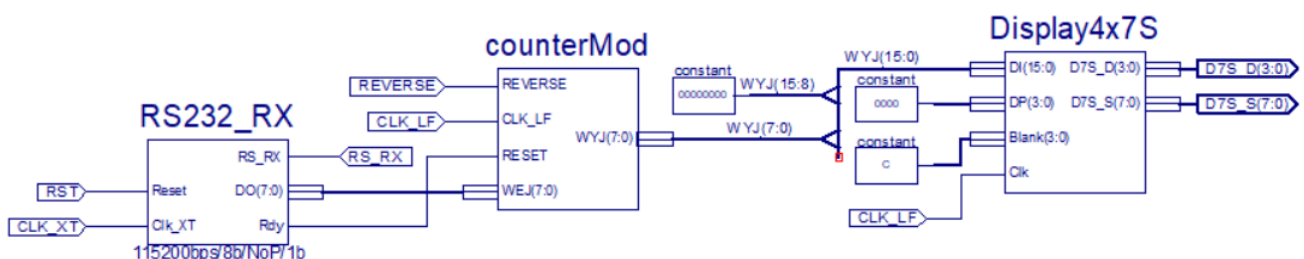 RS232_RX
RST
CLK_XT
Reset
Clk_XT
RS_RX
DO(7:0)
Rdy
RS_RX
115200bps/8b/NoP/1b
counterMod
REVERSE
CLK_LF
REVERSE
CLK_LF
RESET
WEJ(7:0)
WYJ(7:0)
constant
00000000
WYJ(15:8)
WYJ(7:0)
WYJ(15:0)
constant
0000
constant
C
CLK_LF
Display4x7S
DI(15:0)
DP(3:0)
Blank(3:0)
Clk
D7S_D(3:0)
D7S_S(7:0)
D7S_D(3:0)
D7S_S(7:0)